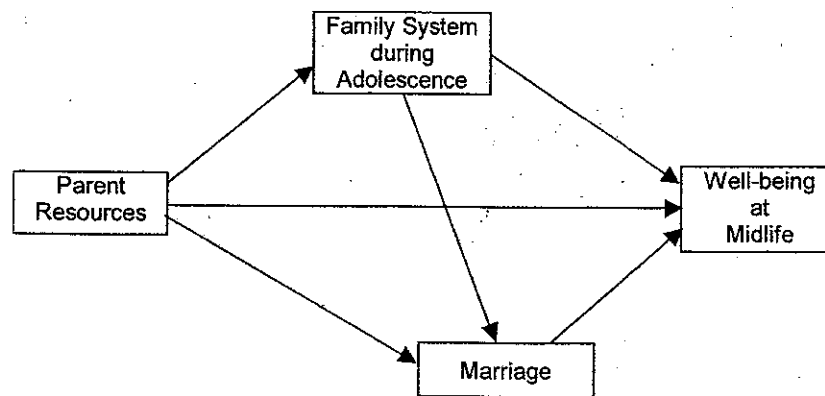 Family System
during
Adolescence
Parent
Resources
Well-being
at
Midlife
Marriage